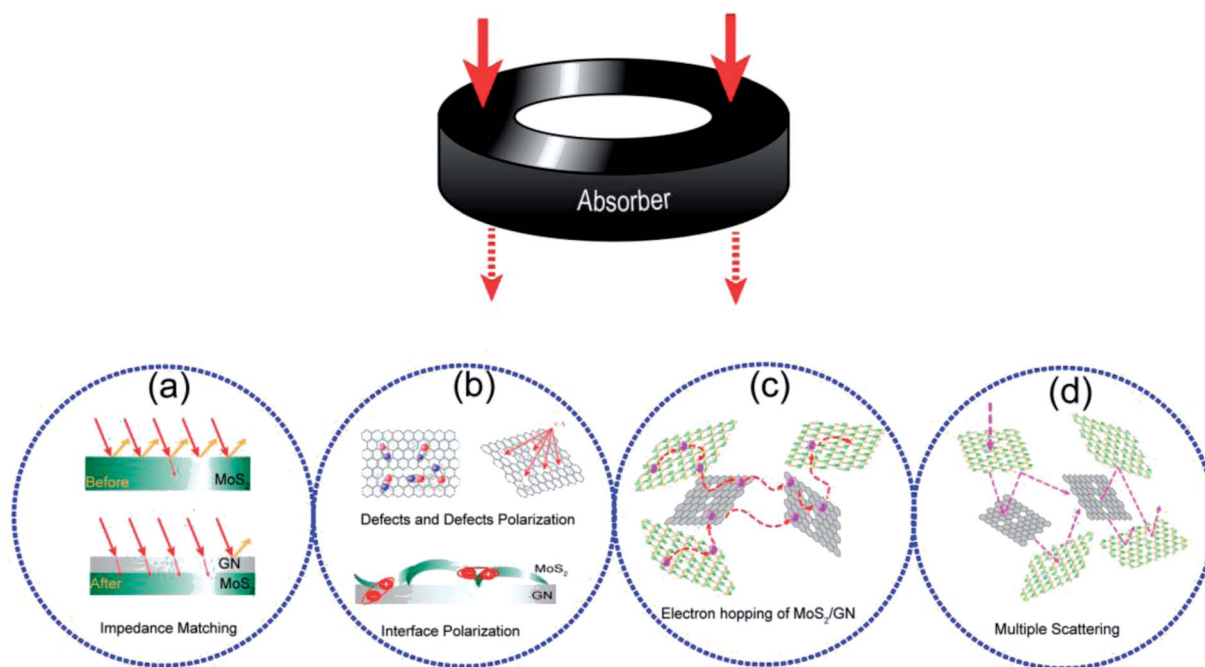 Absorber
(a)
Before
MoS
GN
After
MoS
Impedance Matching
(b)
Defects and Defects Polarization
MoS₂
GN
Interface Polarization
(c)
Electron hopping of MoS₂/GN
(d)
Multiple Scattering